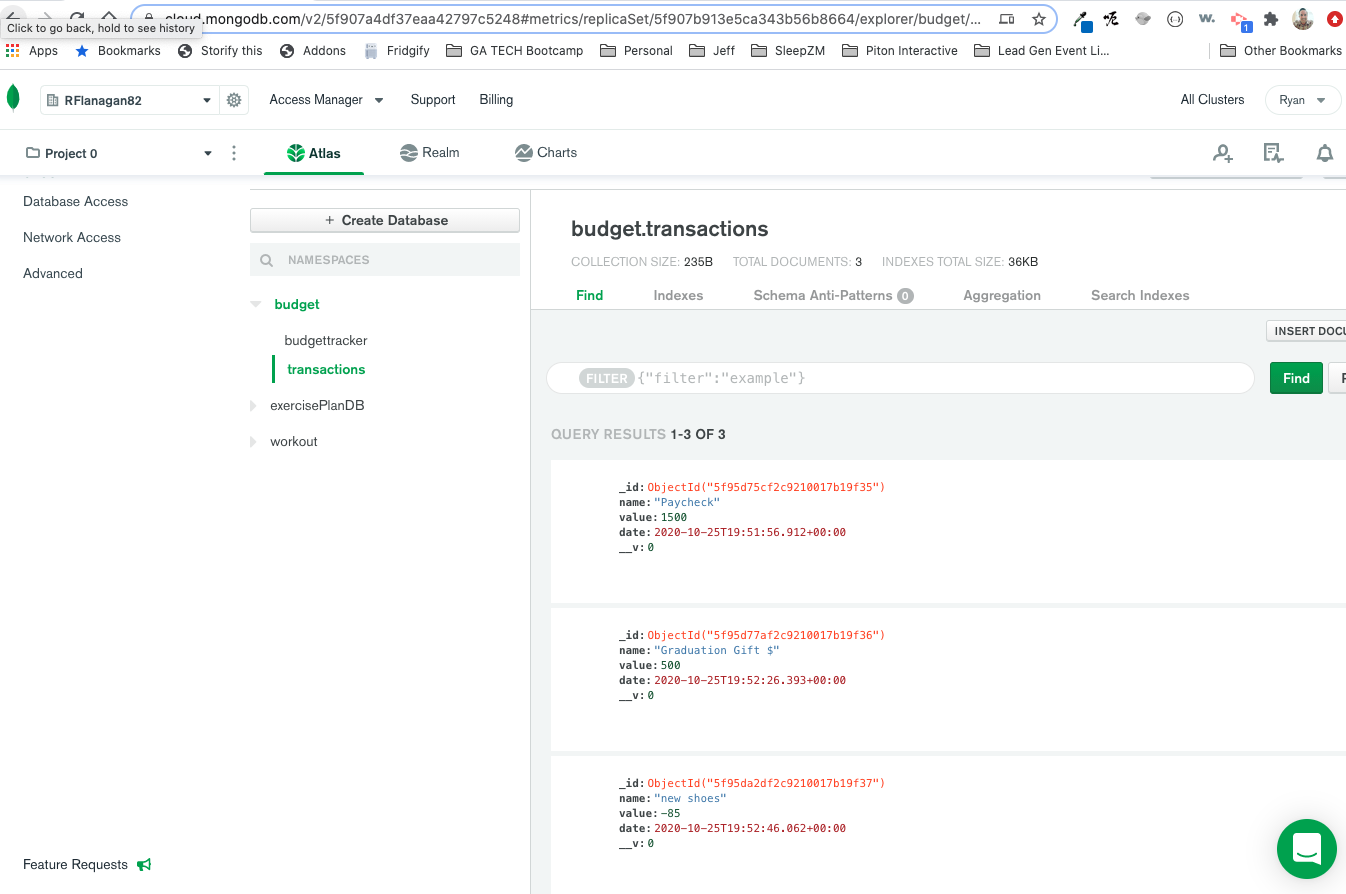 cloud.mongodb.com/v2/5f907a4df37eaa42797c5248#metrics/replicaSet/5f907b913e5ca343b56b8664/explorer/budget/...
Click to go back, hold to see history
Apps Bookmarks Storify this Addons Fridgify GA TECH Bootcamp Personal Jeff SleepZM Piton Interactive Lead Gen Event Li... Other Bookmarks
w. 1
RFlanagan82 Access Manager Support Billing All Clusters Ryan
Project 0 Atlas Realm Charts
Database Access
Network Access
Advanced
Feature Requests
+ Create Database
NAMESPACES
budget
budgettracker
transactions
exercisePlanDB
workout
budget.transactions
COLLECTION SIZE: 235B TOTAL DOCUMENTS: 3 INDEXES TOTAL SIZE: 36KB
Find Indexes Schema Anti-Patterns 0 Aggregation Search Indexes
INSERT DOCU
FILTER {"filter":"example"} Find
QUERY RESULTS 1-3 OF 3
_id: ObjectId("5f95d75cf2c9210017b19f35")
name: "Paycheck"
value: 1500
date: 2020-10-25T19:51:56.912+00:00
__v: 0
_id: ObjectId("5f95d77af2c9210017b19f36")
name: "Graduation Gift $"
value: 500
date: 2020-10-25T19:52:26.393+00:00
__v: 0
_id: ObjectId("5f95da2df2c9210017b19f37")
name: "new shoes"
value: -85
date: 2020-10-25T19:52:46.062+00:00
__v: 0